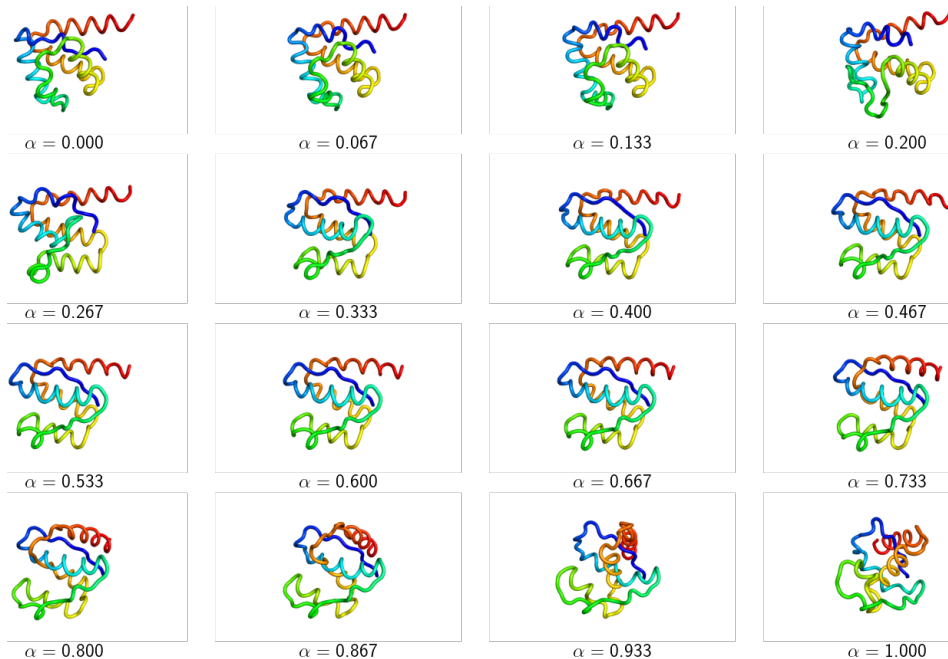 α = 0.000
α = 0.067
α = 0.133
α = 0.200
α = 0.267
α = 0.333
α = 0.400
α = 0.467
α = 0.533
α = 0.600
α = 0.667
α = 0.733
α = 0.800
α = 0.867
α = 0.933
α = 1.000